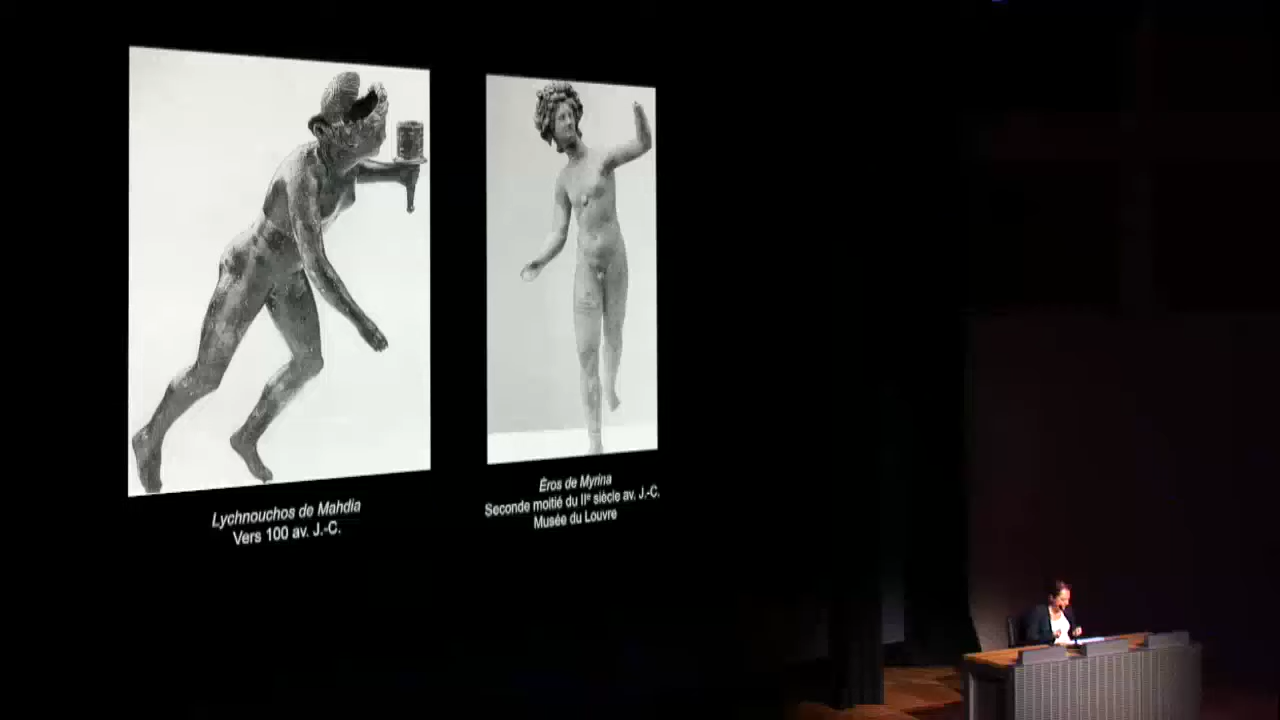 Lychnouchos de Mahdia
Vers 100 av. J.-C.
Éros de Myrina
Seconde moitié du IIe siècle av. J.-C.
Musée du Louvre